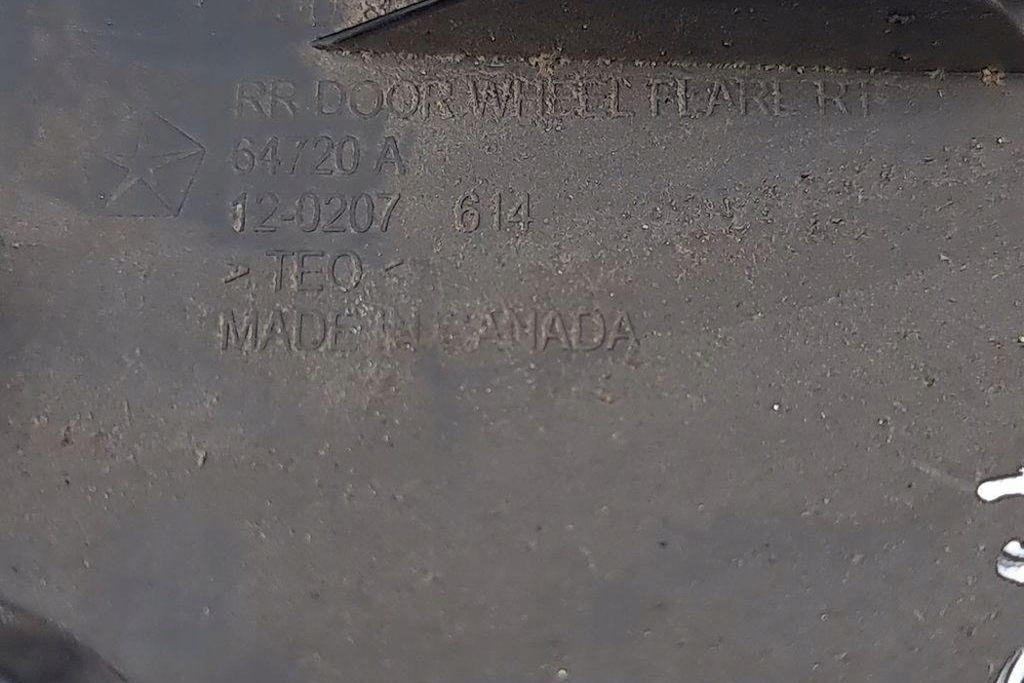 RR DOOR WHEEL FLARE RT
64720 A
12-0207 614
> TEO <
MADE IN CANADA